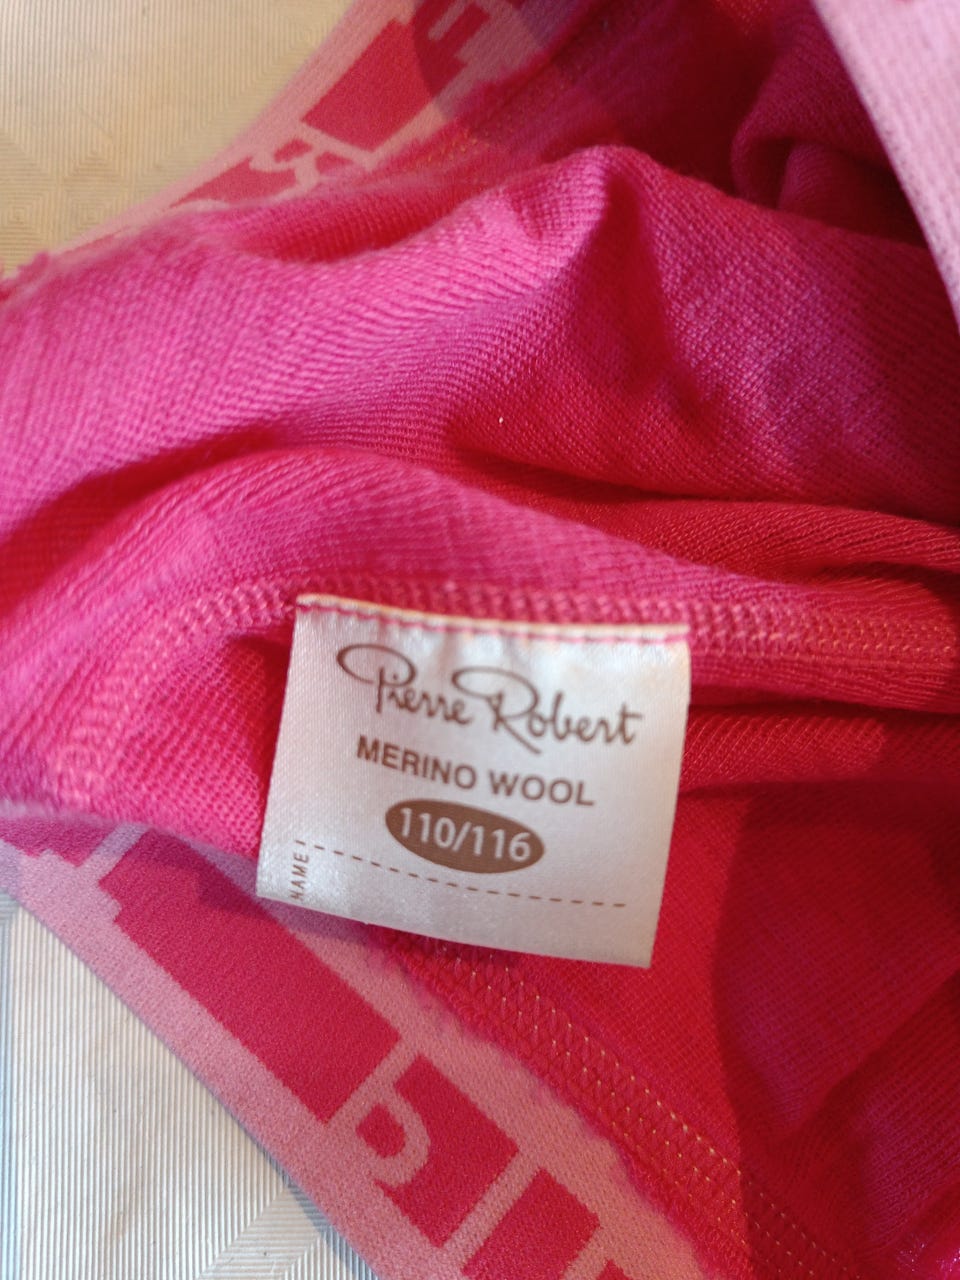 Pierre Robert
MERINO WOOL
110/116
NAME: